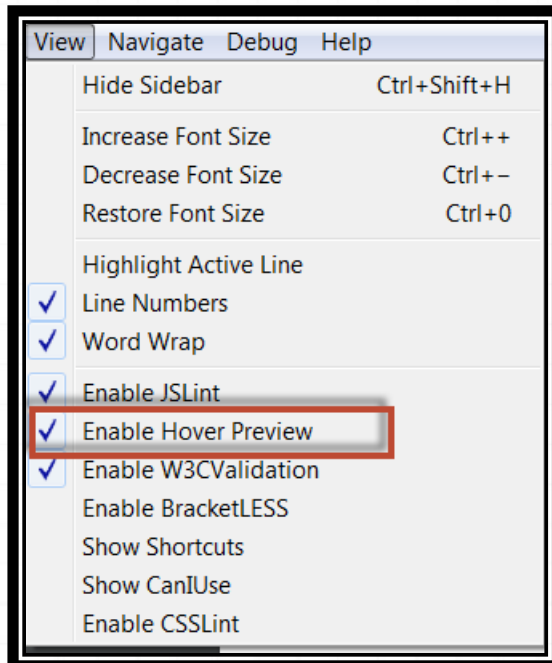 View Navigate Debug Help
Hide Sidebar Ctrl+Shift+H
Increase Font Size Ctrl++
Decrease Font Size Ctrl+−
Restore Font Size Ctrl+0
Highlight Active Line
Line Numbers
Word Wrap
Enable JSLint
Enable Hover Preview
Enable W3CValidation
Enable BracketLESS
Show Shortcuts
Show CanIUse
Enable CSSLint